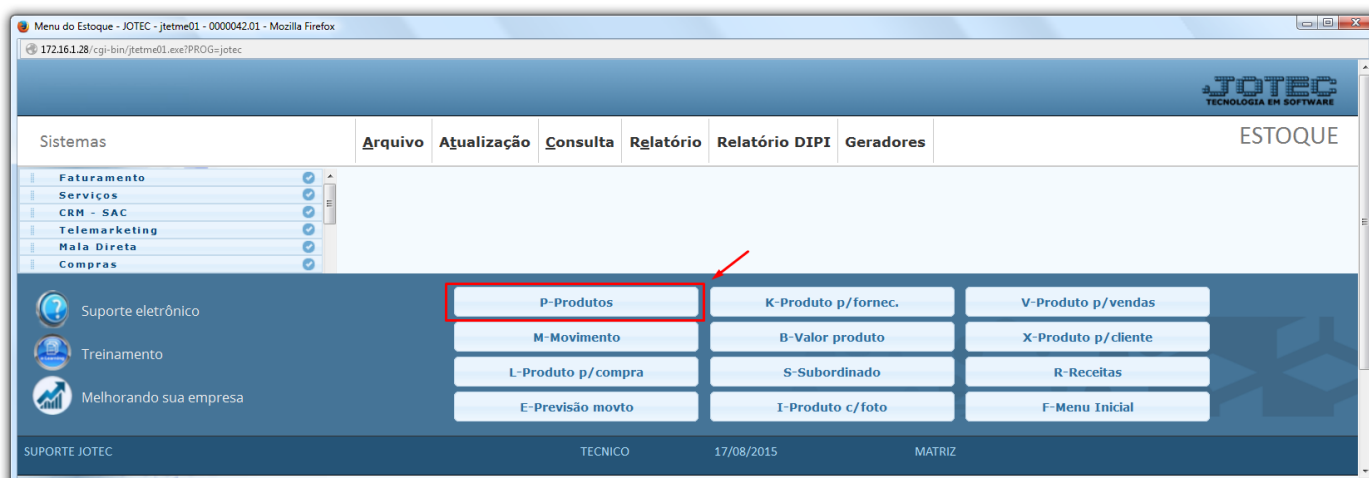 Menu do Estoque - JOTEC - jtetme01 - 0000042.01 - Mozilla Firefox
172.16.1.28/cgi-bin/jtetme01.exe?PROG=jotec
JOTEC
TECNOLOGIA EM SOFTWARE
Sistemas Arquivo Atualização Consulta Relatório Relatório DIPI Geradores ESTOQUE
Faturamento
Serviços
CRM - SAC
Telemarketing
Mala Direta
Compras
Suporte eletrônico
Treinamento
Melhorando sua empresa
P-Produtos K-Produto p/fornec. V-Produto p/vendas
M-Movimento B-Valor produto X-Produto p/cliente
L-Produto p/compra S-Subordinado R-Receitas
E-Previsão movto I-Produto c/foto F-Menu Inicial
SUPORTE JOTEC TECNICO 17/08/2015 MATRIZ